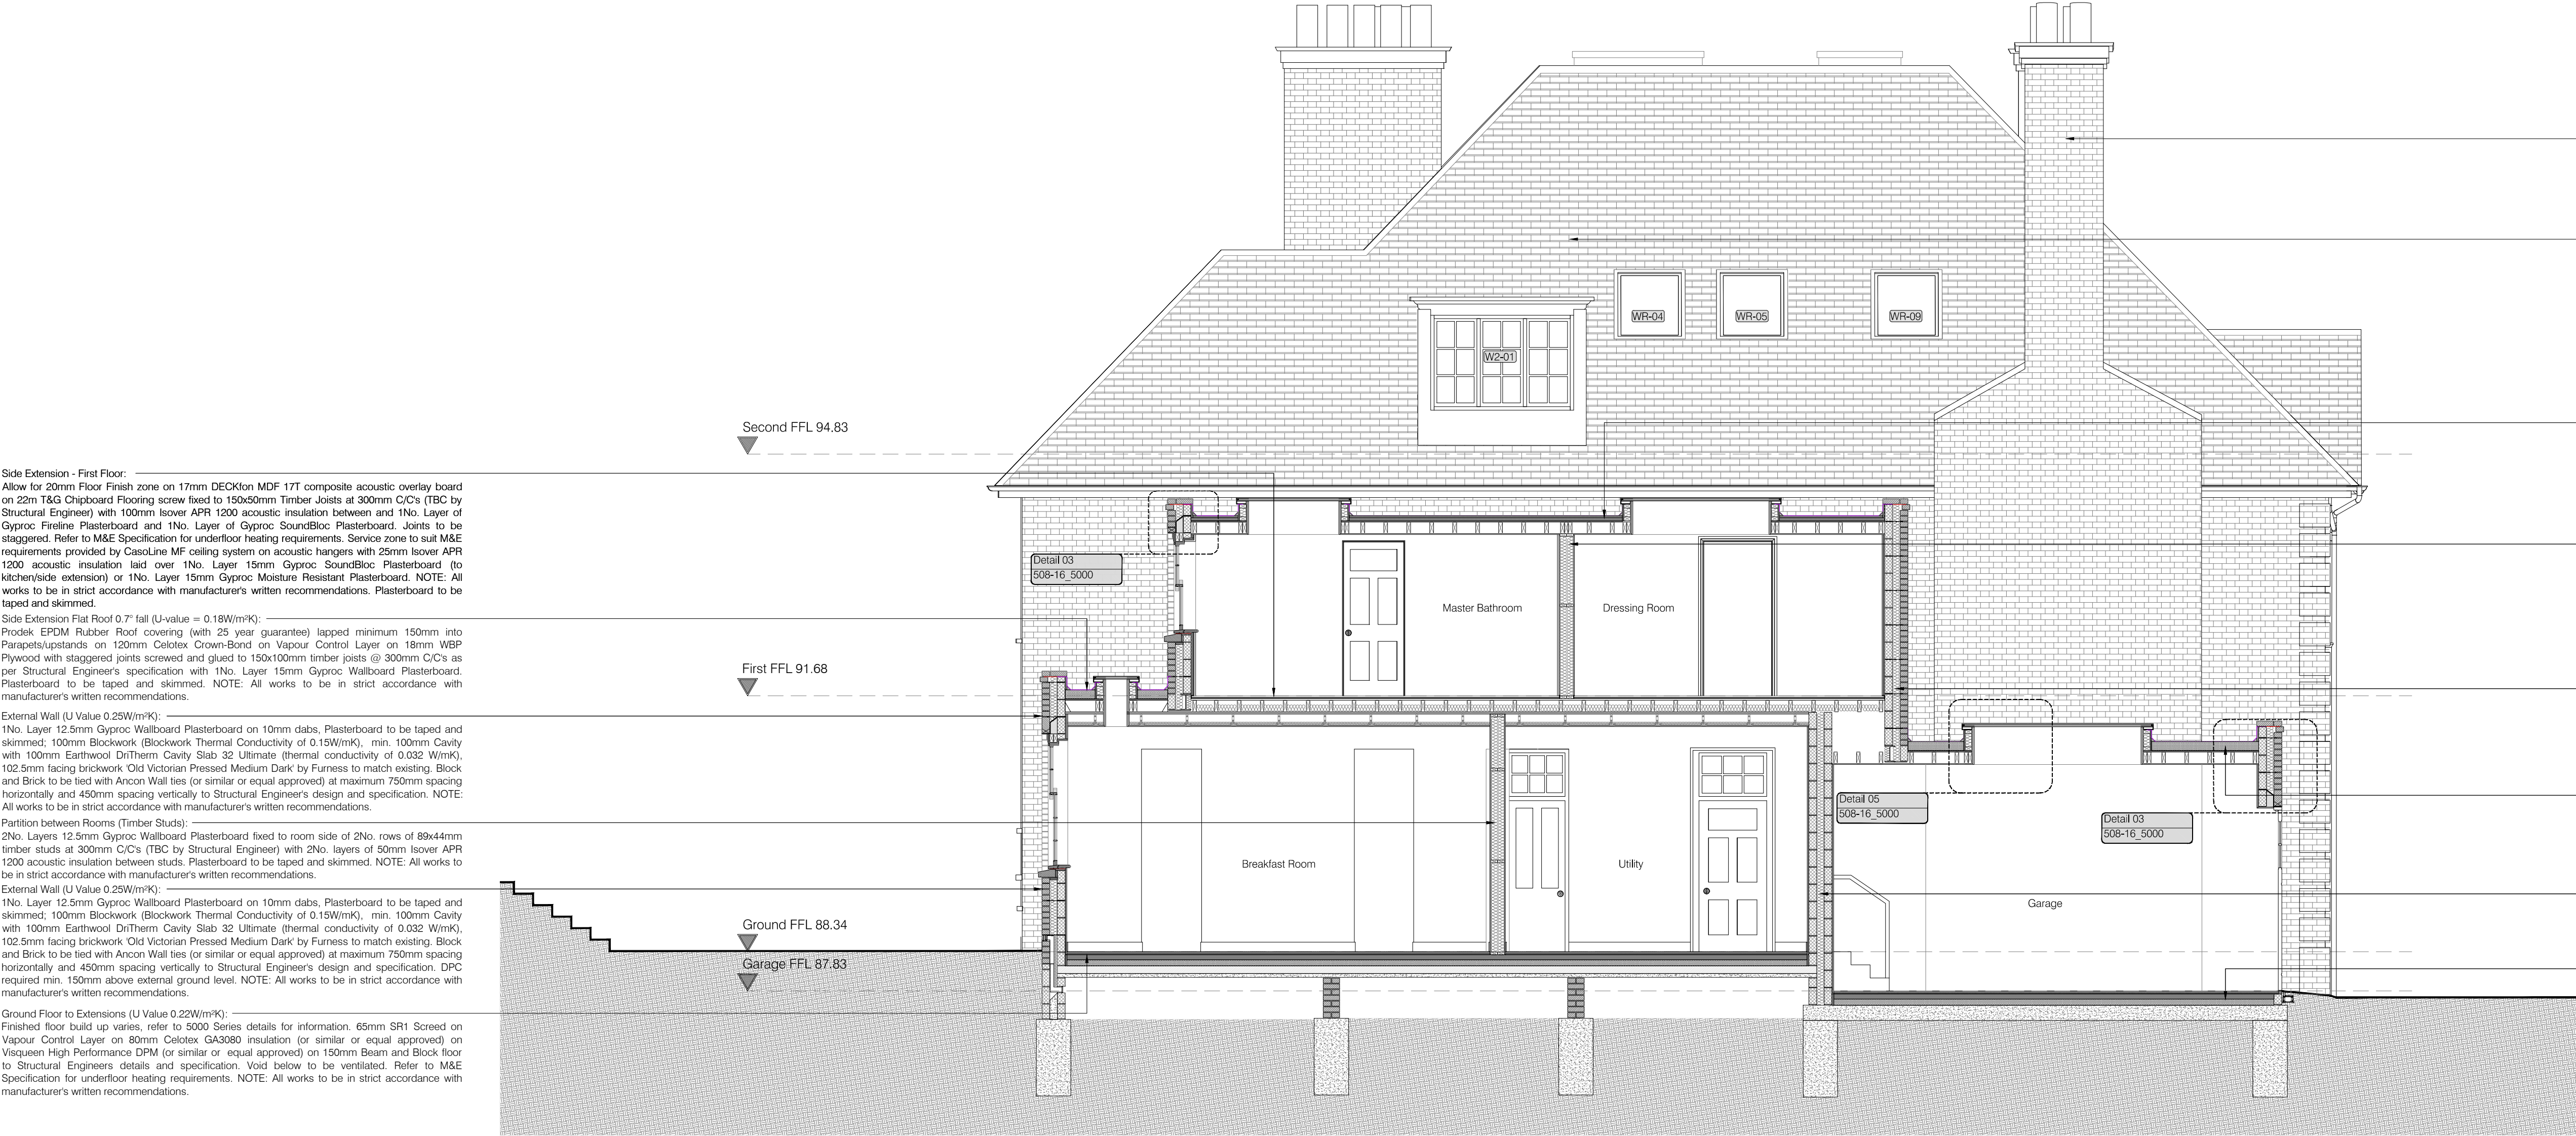 Side Extension - First Floor:
Allow for 20mm Floor Finish zone on 17mm DECKfon MDF 17T composite acoustic overlay board
on 22m T&G Chipboard Flooring screw fixed to 150x50mm Timber Joists at 300mm C/C's (TBC by
Structural Engineer) with 100mm Isover APR 1200 acoustic insulation between and 1No. Layer of
Gyproc Fireline Plasterboard and 1No. Layer of Gyproc SoundBloc Plasterboard. Joints to be
staggered. Refer to M&E Specification for underfloor heating requirements. Service zone to suit M&E
requirements provided by CasoLine MF ceiling system on acoustic hangers with 25mm Isover APR
1200 acoustic insulation laid over 1No. Layer 15mm Gyproc SoundBloc Plasterboard (to
kitchen/side extension) or 1No. Layer 15mm Gyproc Moisture Resistant Plasterboard. NOTE: All
works to be in strict accordance with manufacturer's written recommendations. Plasterboard to be
taped and skimmed.
Side Extension Flat Roof 0.7° fall (U-value = 0.18W/m²K):
Prodek EPDM Rubber Roof covering (with 25 year guarantee) lapped minimum 150mm into
Parapets/upstands on 120mm Celotex Crown-Bond on Vapour Control Layer on 18mm WBP
Plywood with staggered joints screwed and glued to 150x100mm timber joists @ 300mm C/C's as
per Structural Engineer's specification with 1No. Layer 15mm Gyproc Wallboard Plasterboard.
Plasterboard to be taped and skimmed. NOTE: All works to be in strict accordance with
manufacturer's written recommendations.
External Wall (U Value 0.25W/m²K):
1No. Layer 12.5mm Gyproc Wallboard Plasterboard on 10mm dabs, Plasterboard to be taped and
skimmed; 100mm Blockwork (Blockwork Thermal Conductivity of 0.15W/mK), min. 100mm Cavity
with 100mm Earthwool DriTherm Cavity Slab 32 Ultimate (thermal conductivity of 0.032 W/mK),
102.5mm facing brickwork 'Old Victorian Pressed Medium Dark' by Furness to match existing. Block
and Brick to be tied with Ancon Wall ties (or similar or equal approved) at maximum 750mm spacing
horizontally and 450mm spacing vertically to Structural Engineer's design and specification. NOTE:
All works to be in strict accordance with manufacturer's written recommendations.
Partition between Rooms (Timber Studs):
2No. Layers 12.5mm Gyproc Wallboard Plasterboard fixed to room side of 2No. rows of 89x44mm
timber studs at 300mm C/C's (TBC by Structural Engineer) with 2No. layers of 50mm Isover APR
1200 acoustic insulation between studs. Plasterboard to be taped and skimmed. NOTE: All works to
be in strict accordance with manufacturer's written recommendations.
External Wall (U Value 0.25W/m²K):
1No. Layer 12.5mm Gyproc Wallboard Plasterboard on 10mm dabs, Plasterboard to be taped and
skimmed; 100mm Blockwork (Blockwork Thermal Conductivity of 0.15W/mK), min. 100mm Cavity
with 100mm Earthwool DriTherm Cavity Slab 32 Ultimate (thermal conductivity of 0.032 W/mK),
102.5mm facing brickwork 'Old Victorian Pressed Medium Dark' by Furness to match existing. Block
and Brick to be tied with Ancon Wall ties (or similar or equal approved) at maximum 750mm spacing
horizontally and 450mm spacing vertically to Structural Engineer's design and specification. DPC
required min. 150mm above external ground level. NOTE: All works to be in strict accordance with
manufacturer's written recommendations.
Ground Floor to Extensions (U Value 0.22W/m²K):
Finished floor build up varies, refer to 5000 Series details for information. 65mm SR1 Screed on
Vapour Control Layer on 80mm Celotex GA3080 insulation (or similar or equal approved) on
Visqueen High Performance DPM (or similar or equal approved) on 150mm Beam and Block floor
to Structural Engineers details and specification. Void below to be ventilated. Refer to M&E
Specification for underfloor heating requirements. NOTE: All works to be in strict accordance with
manufacturer's written recommendations.
Second FFL 94.83
First FFL 91.68
Ground FFL 88.34
Garage FFL 87.83
WR-04
WR-05
WR-09
W2-01
Detail 03
508-16_5000
Master Bathroom
Dressing Room
Detail 05
508-16_5000
Detail 03
508-16_5000
Breakfast Room
Utility
Garage